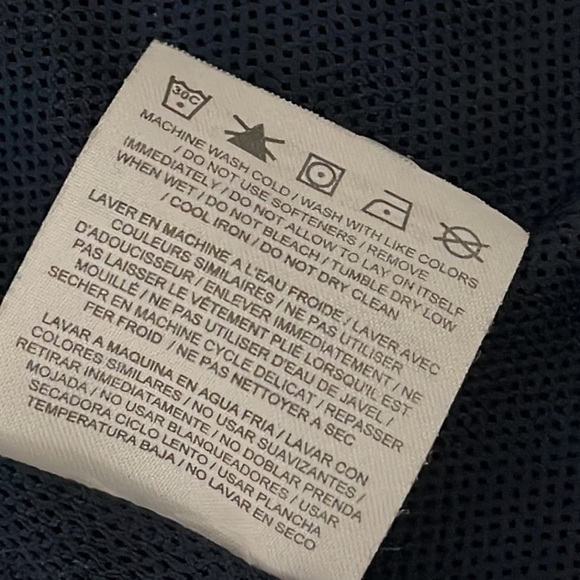 30C
MACHINE WASH COLD / WASH WITH LIKE COLORS
/ DO NOT USE SOFTENERS / REMOVE
IMMEDIATELY / DO NOT ALLOW TO LAY ON ITSELF
WHEN WET / DO NOT BLEACH / TUMBLE DRY LOW
/ COOL IRON / DO NOT DRY CLEAN
LAVER EN MACHINE A L'EAU FROIDE / LAVER AVEC
COULEURS SIMILAIRES / NE PAS UTILISER
D'ADOUCISSEUR / ENLEVER IMMEDIATEMENT / NE
PAS LAISSER LE VÊTEMENT PLIE LORSQU'IL EST
MOUILLÉ / NE PAS UTILISER D'EAU DE JAVEL /
SECHER EN MACHINE CYCLE DELICAT / REPASSER
FER FROID / NE PAS NETTOYER A SEC
LAVAR A MAQUINA EN AGUA FRIA / LAVAR CON
COLORES SIMILARES / NO USAR SUAVIZANTES /
RETIRAR INMEDIATAMENTE / NO DOBLAR PRENDA
MOJADA / NO USAR BLANQUEADORES / USAR
SECADORA CICLO LENTO / USAR PLANCHA
TEMPERATURA BAJA / NO LAVAR EN SECO